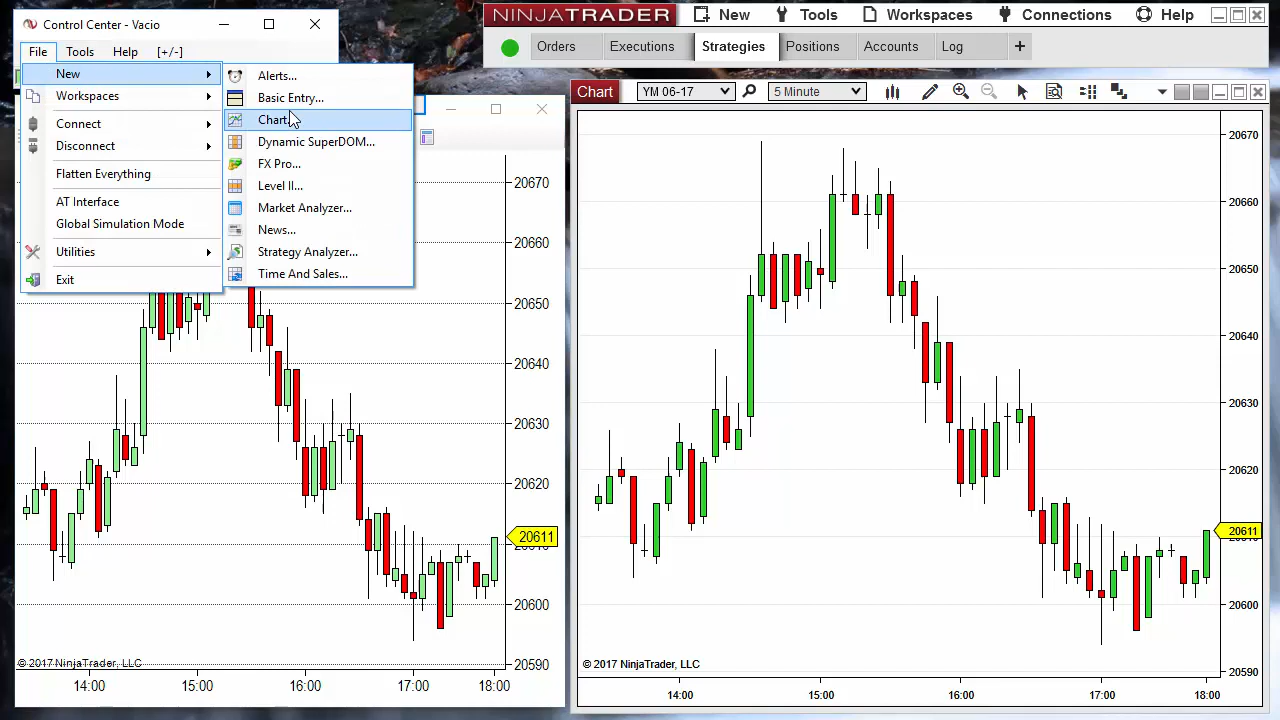 Control Center - Vacio
File Tools Help [+/-]
New
Workspaces
Connect
Disconnect
Flatten Everything
AT Interface
Global Simulation Mode
Utilities
Exit
Alerts...
Basic Entry...
Chart...
Dynamic SuperDOM...
FX Pro...
Level II...
Market Analyzer...
News...
Strategy Analyzer...
Time And Sales...
20670
20660
20650
20640
20630
20620
20611
20600
20590
© 2017 NinjaTrader, LLC
14:00 15:00 16:00 17:00 18:00
NINJATRADER New Tools Workspaces Connections Help
Orders Executions Strategies Positions Accounts Log +
Chart YM 06-17 5 Minute
20670
20660
20650
20640
20630
20620
20611
20600
20590
© 2017 NinjaTrader, LLC
14:00 15:00 16:00 17:00 18:00